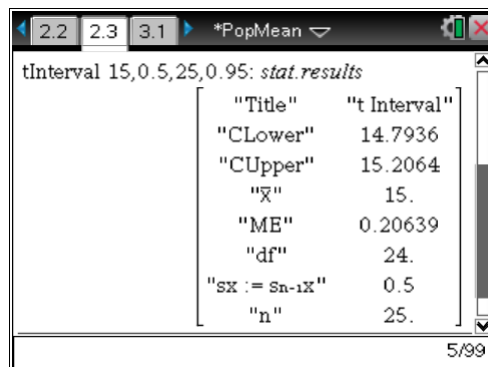 2.2 2.3 3.1 *PopMean
tInterval 15,0.5,25,0.95: stat.results
"Title" "t Interval"
"CLower" 14.7936
"CUpper" 15.2064
"x̄" 15.
"ME" 0.20639
"df" 24.
"sx := sn-1x" 0.5
"n" 25.
5/99